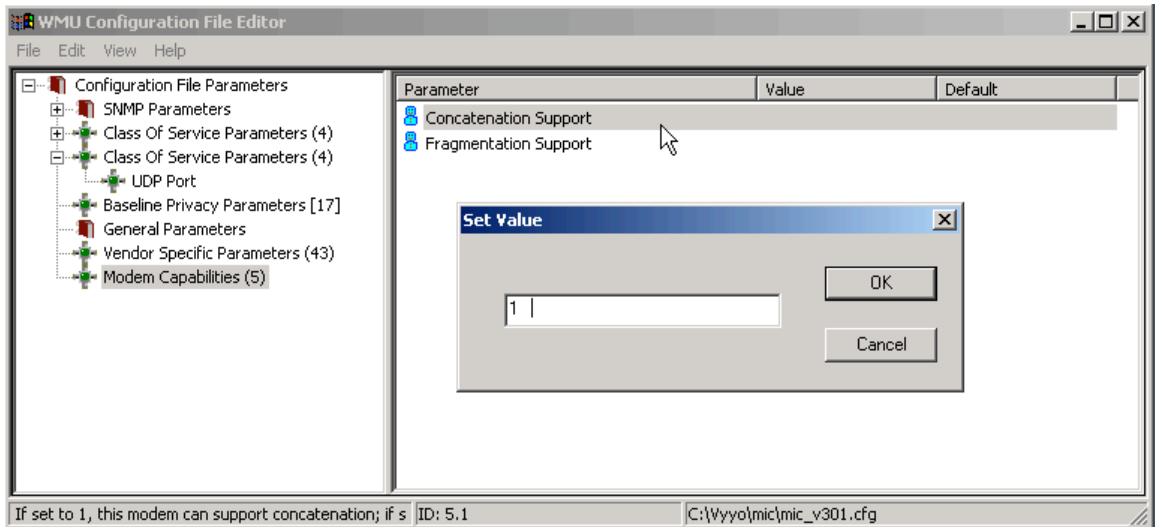 WMU Configuration File Editor
File Edit View Help
Configuration File Parameters
SNMP Parameters
Class Of Service Parameters (4)
Class Of Service Parameters (4)
UDP Port
Baseline Privacy Parameters [17]
General Parameters
Vendor Specific Parameters (43)
Modem Capabilities (5)
Parameter Value Default
Concatenation Support
Fragmentation Support
Set Value
1
OK
Cancel
If set to 1, this modem can support concatenation; if s ID: 5.1 C:\Vyyo\mic\mic_v301.cfg